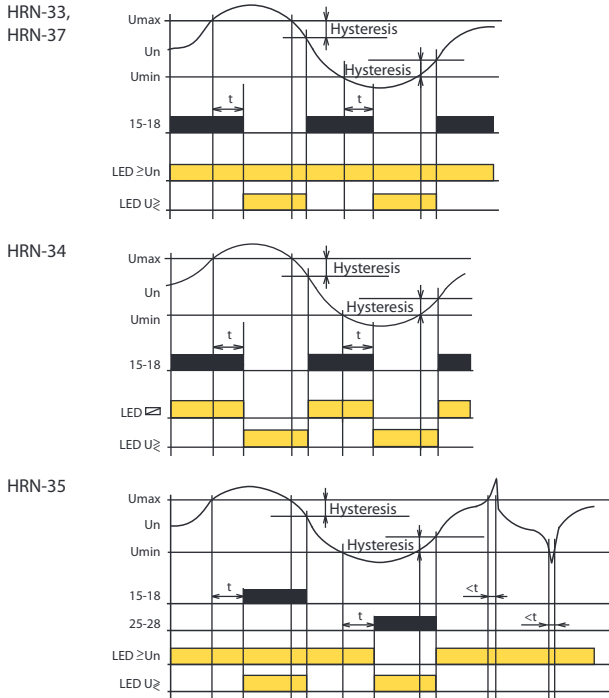 HRN-33,
HRN-37
Umax
Hysteresis
Un
Umin
Hysteresis
t
t
15-18
LED ≥Un
LED U≷
HRN-34
Umax
Hysteresis
Un
Hysteresis
Umin
t
t
15-18
LED
LED U≷
HRN-35
Umax
Hysteresis
Un
Hysteresis
Umin
t
<t
15-18
t
<t
25-28
LED ≥Un
LED U≷